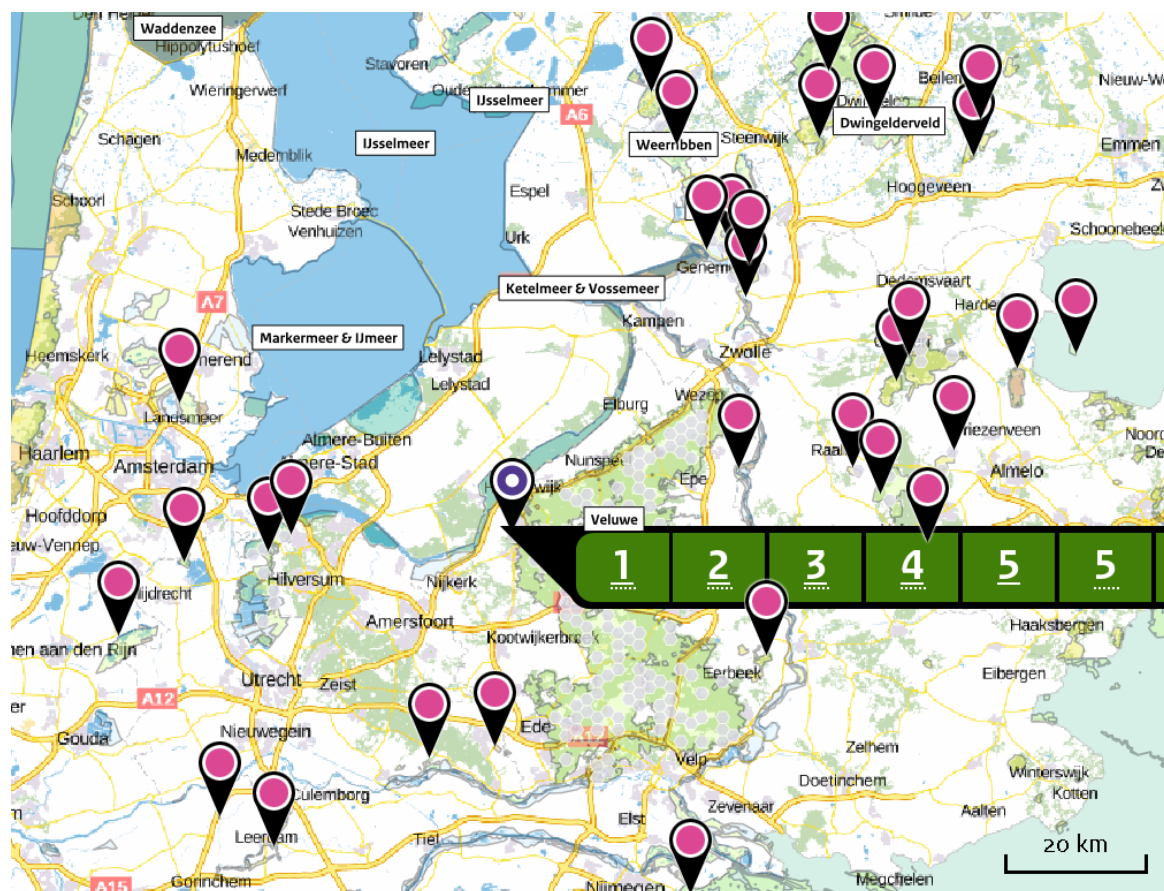 Waddenzee
Hippolytushoef
Stavoren
Wieringerwerf
IJsselmeer
A6
Beilen
Schagen
IJsselmeer
Weerribben
Steenwijk
Dwingelderveld
Emmen
Medemblik
Espel
Hoogeveen
Schoorl
Stede Broec
Venhuizen
Urk
Schoonebeek
Dedemsvaart
Ketelmeer & Vossemeer
A7
Kampen
Markermeer & IJmeer
Heemskerk
Lelystad
Zwolle
Lelystad
Wezep
Elburg
Landsmeer
Almere-Buiten
Haarlem
Amsterdam
Nunspeet
Epe
Almelo
Hoofddorp
Veluwe
1 2 3 4 5 5
Hilversum
Nijkerk
Amersfoort
Kootwijkerbroek
Haaksbergen
Eerbeek
Eibergen
Utrecht
Zeist
A12
Ede
Gouda
Nieuwegein
Zelhem
Velp
Doetinchem
Winterswijk
Kotten
Culemborg
Zevenaar
Aalten
Elst
Leerdam
Tiel
20 km
A15
Gorinchem
Nijmegen
Megchelen